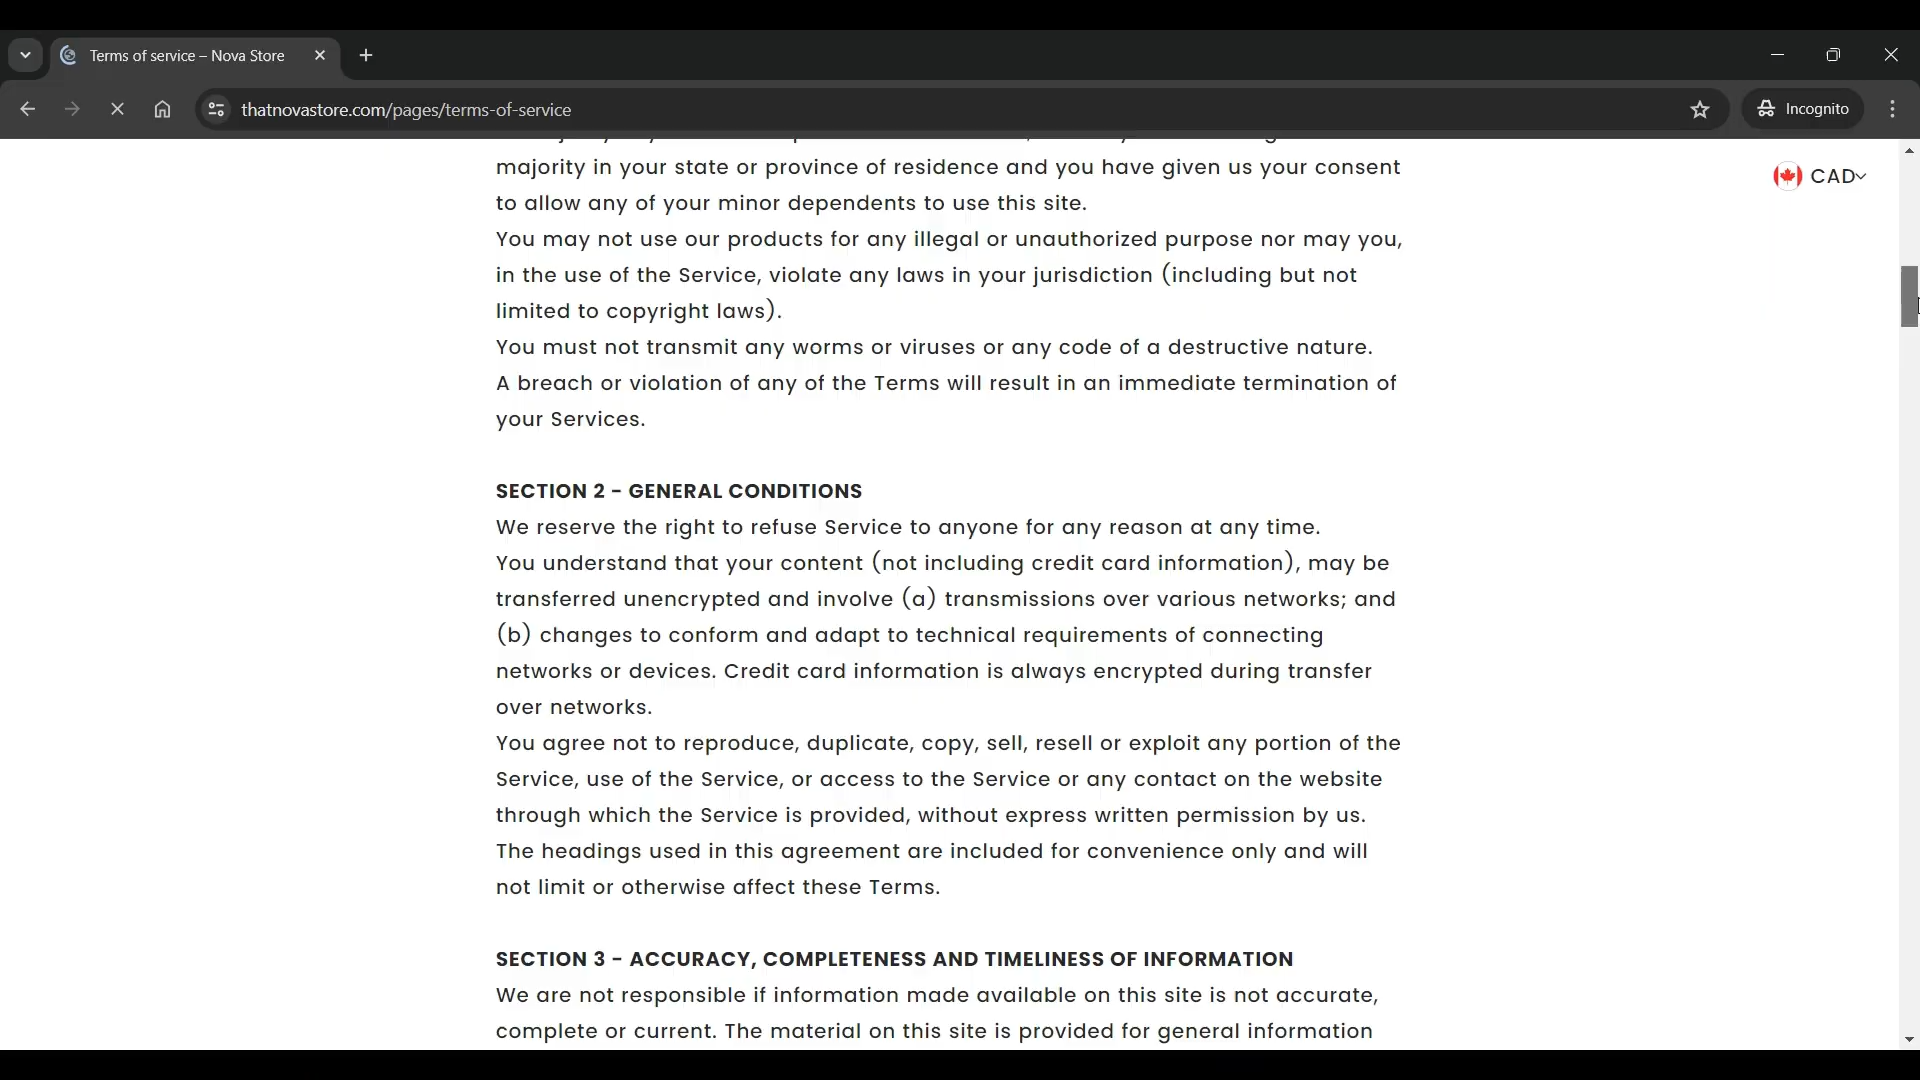 Terms of service – Nova Store
thatnovastore.com/pages/terms-of-service
Incognito
CAD
majority in your state or province of residence and you have given us your consent
to allow any of your minor dependents to use this site.
You may not use our products for any illegal or unauthorized purpose nor may you,
in the use of the Service, violate any laws in your jurisdiction (including but not
limited to copyright laws).
You must not transmit any worms or viruses or any code of a destructive nature.
A breach or violation of any of the Terms will result in an immediate termination of
your Services.
SECTION 2 - GENERAL CONDITIONS
We reserve the right to refuse Service to anyone for any reason at any time.
You understand that your content (not including credit card information), may be
transferred unencrypted and involve (a) transmissions over various networks; and
(b) changes to conform and adapt to technical requirements of connecting
networks or devices. Credit card information is always encrypted during transfer
over networks.
You agree not to reproduce, duplicate, copy, sell, resell or exploit any portion of the
Service, use of the Service, or access to the Service or any contact on the website
through which the Service is provided, without express written permission by us.
The headings used in this agreement are included for convenience only and will
not limit or otherwise affect these Terms.
SECTION 3 - ACCURACY, COMPLETENESS AND TIMELINESS OF INFORMATION
We are not responsible if information made available on this site is not accurate,
complete or current. The material on this site is provided for general information